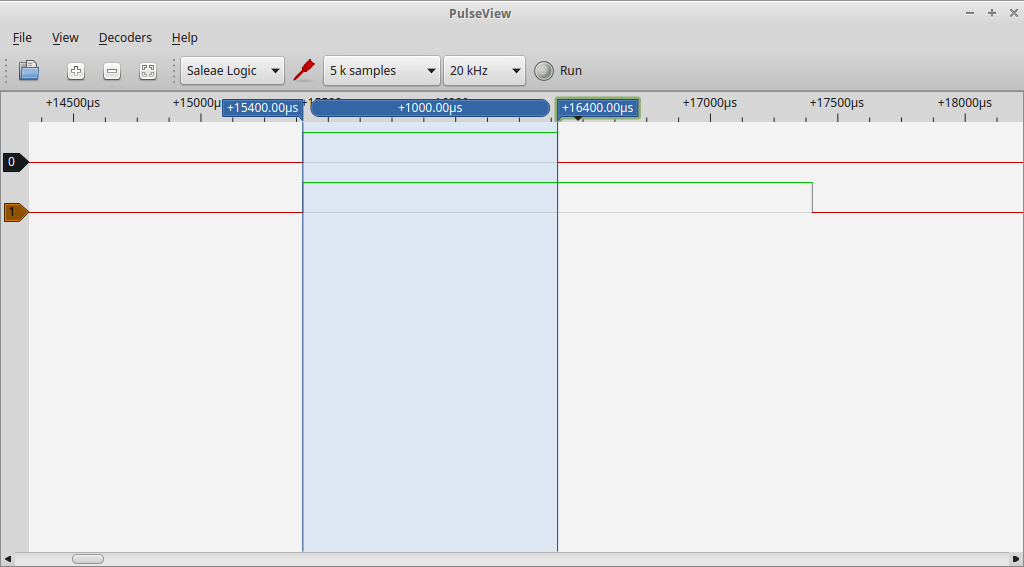 PulseView
File View Decoders Help
Saleae Logic 5 k samples 20 kHz Run
+14500µs +15000µs +15400.00µs +1000.00µs +16400.00µs +17000µs +17500µs +18000µs
0
1